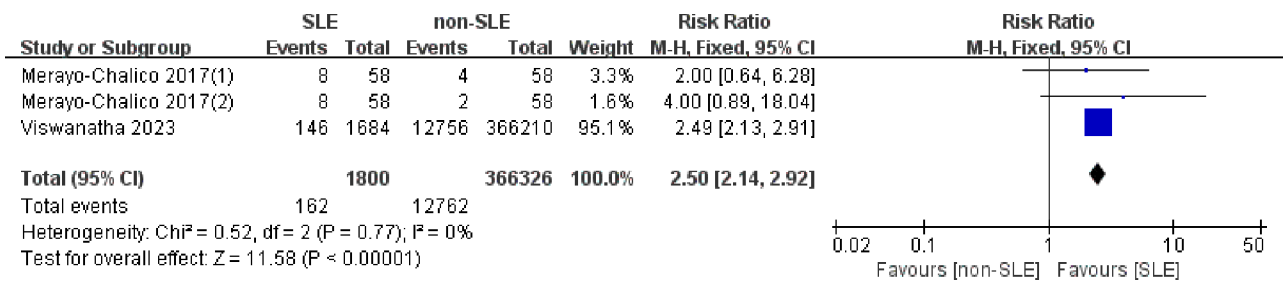 SLE non-SLE Risk Ratio Risk Ratio
Study or Subgroup Events Total Events Total Weight M-H, Fixed, 95% CI M-H, Fixed, 95% CI
Merayo-Chalico 2017(1) 8 58 4 58 3.3% 2.00 [0.64, 6.28]
Merayo-Chalico 2017(2) 8 58 2 58 1.6% 4.00 [0.89, 18.04]
Viswanatha 2023 146 1684 12756 366210 95.1% 2.49 [2.13, 2.91]
Total (95% CI) 1800 366326 100.0% 2.50 [2.14, 2.92]
Total events 162 12762
Heterogeneity: Chi² = 0.52, df = 2 (P = 0.77); I² = 0%
Test for overall effect: Z = 11.58 (P < 0.00001)
0.02 0.1 1 10 50
Favours [non-SLE] Favours [SLE]